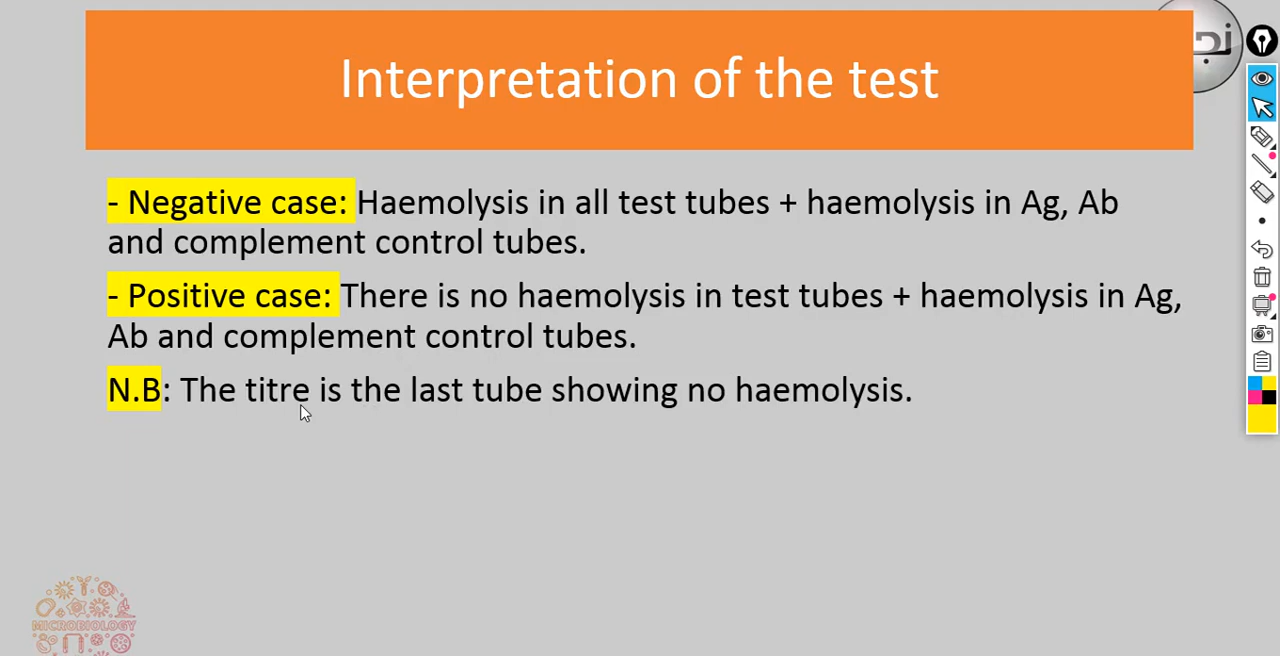 Interpretation of the test
- Negative case: Haemolysis in all test tubes + haemolysis in Ag, Ab
and complement control tubes.
- Positive case: There is no haemolysis in test tubes + haemolysis in Ag,
Ab and complement control tubes.
N.B: The titre is the last tube showing no haemolysis.
MICROBIOLOGY